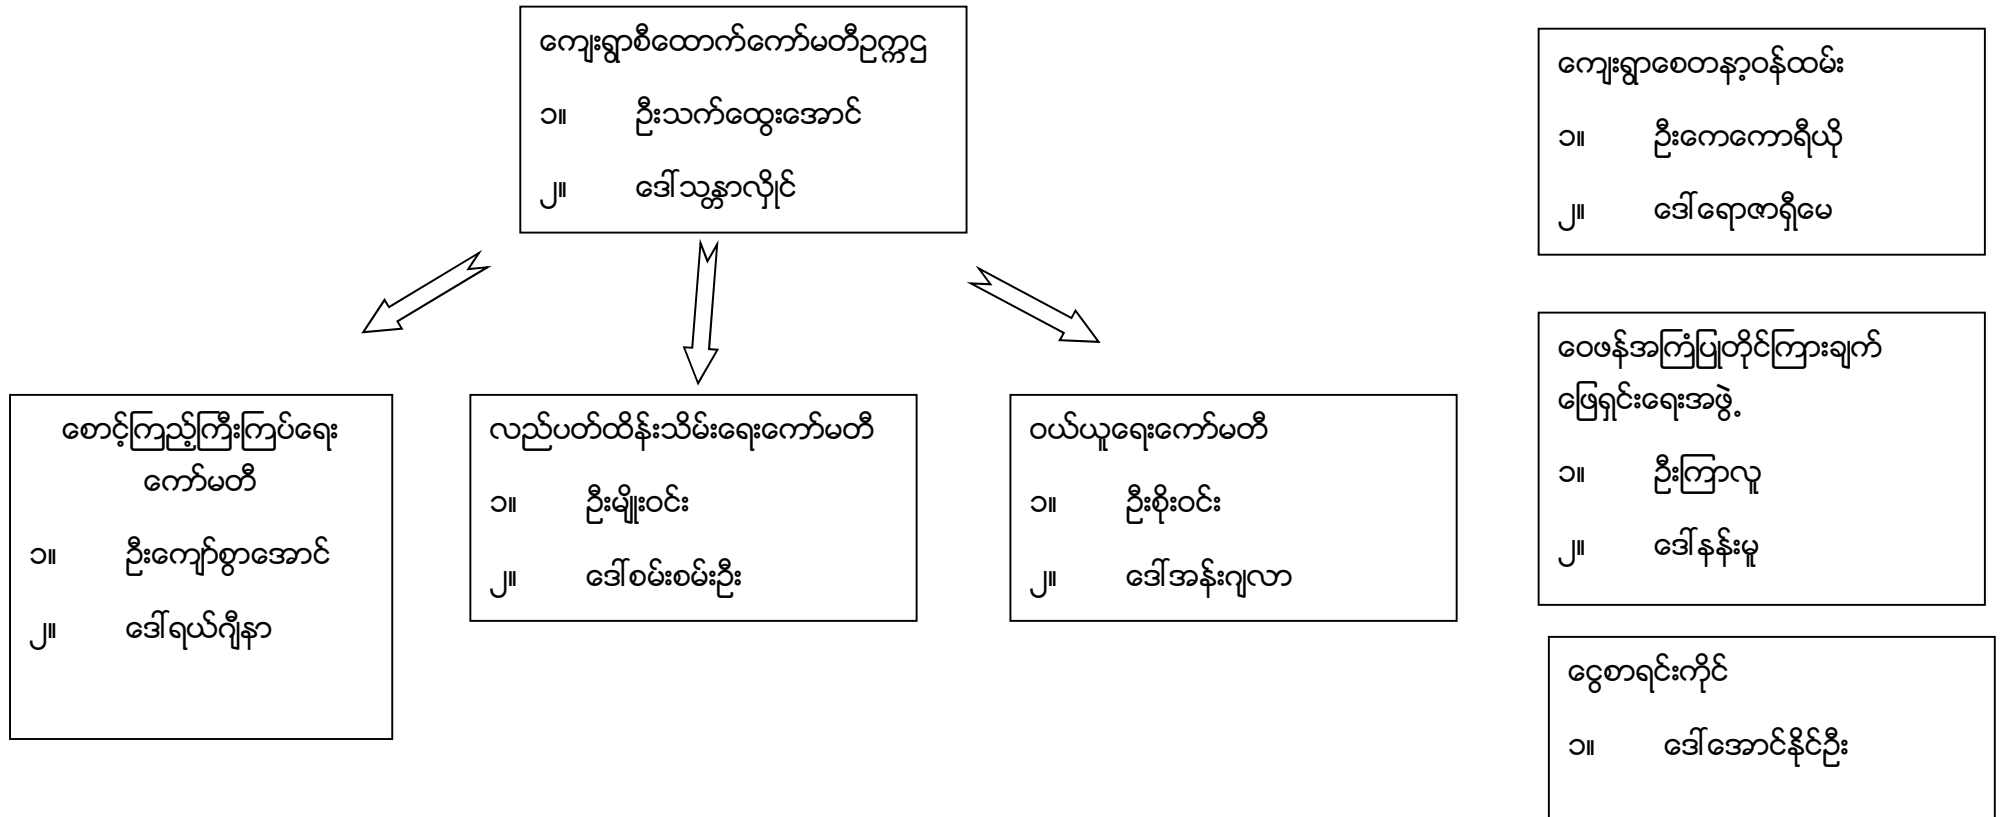 ကျေးရွာစီထောက်ကော်မတီဥက္ကဌ
၁။ ဦးသက်ထွေးအောင်
၂။ ဒေါ်သန္တာလှိုင်
စောင့်ကြည့်ကြီးကြပ်ရေး
ကော်မတီ
၁။ ဦးကျော်စွာအောင်
၂။ ဒေါ်ရယ်ဂျီနာ
လည်ပတ်ထိန်းသိမ်းရေးကော်မတီ
၁။ ဦးမျိုးဝင်း
၂။ ဒေါ်စမ်းစမ်းဦး
ဝယ်ယူရေးကော်မတီ
၁။ ဦးစိုးဝင်း
၂။ ဒေါ်အန်းဂျလာ
ကျေးရွာစေတနာ့ဝန်ထမ်း
၁။ ဦးကေကောရီယို
၂။ ဒေါ်ရောဇာရှီမေ
ဝေဖန်အကြံပြုတိုင်ကြားချက်
ဖြေရှင်းရေးအဖွဲ့
၁။ ဦးကြာလူ
၂။ ဒေါ်နန်းမူ
ငွေစာရင်းကိုင်
၁။ ဒေါ်အောင်နိုင်ဦး